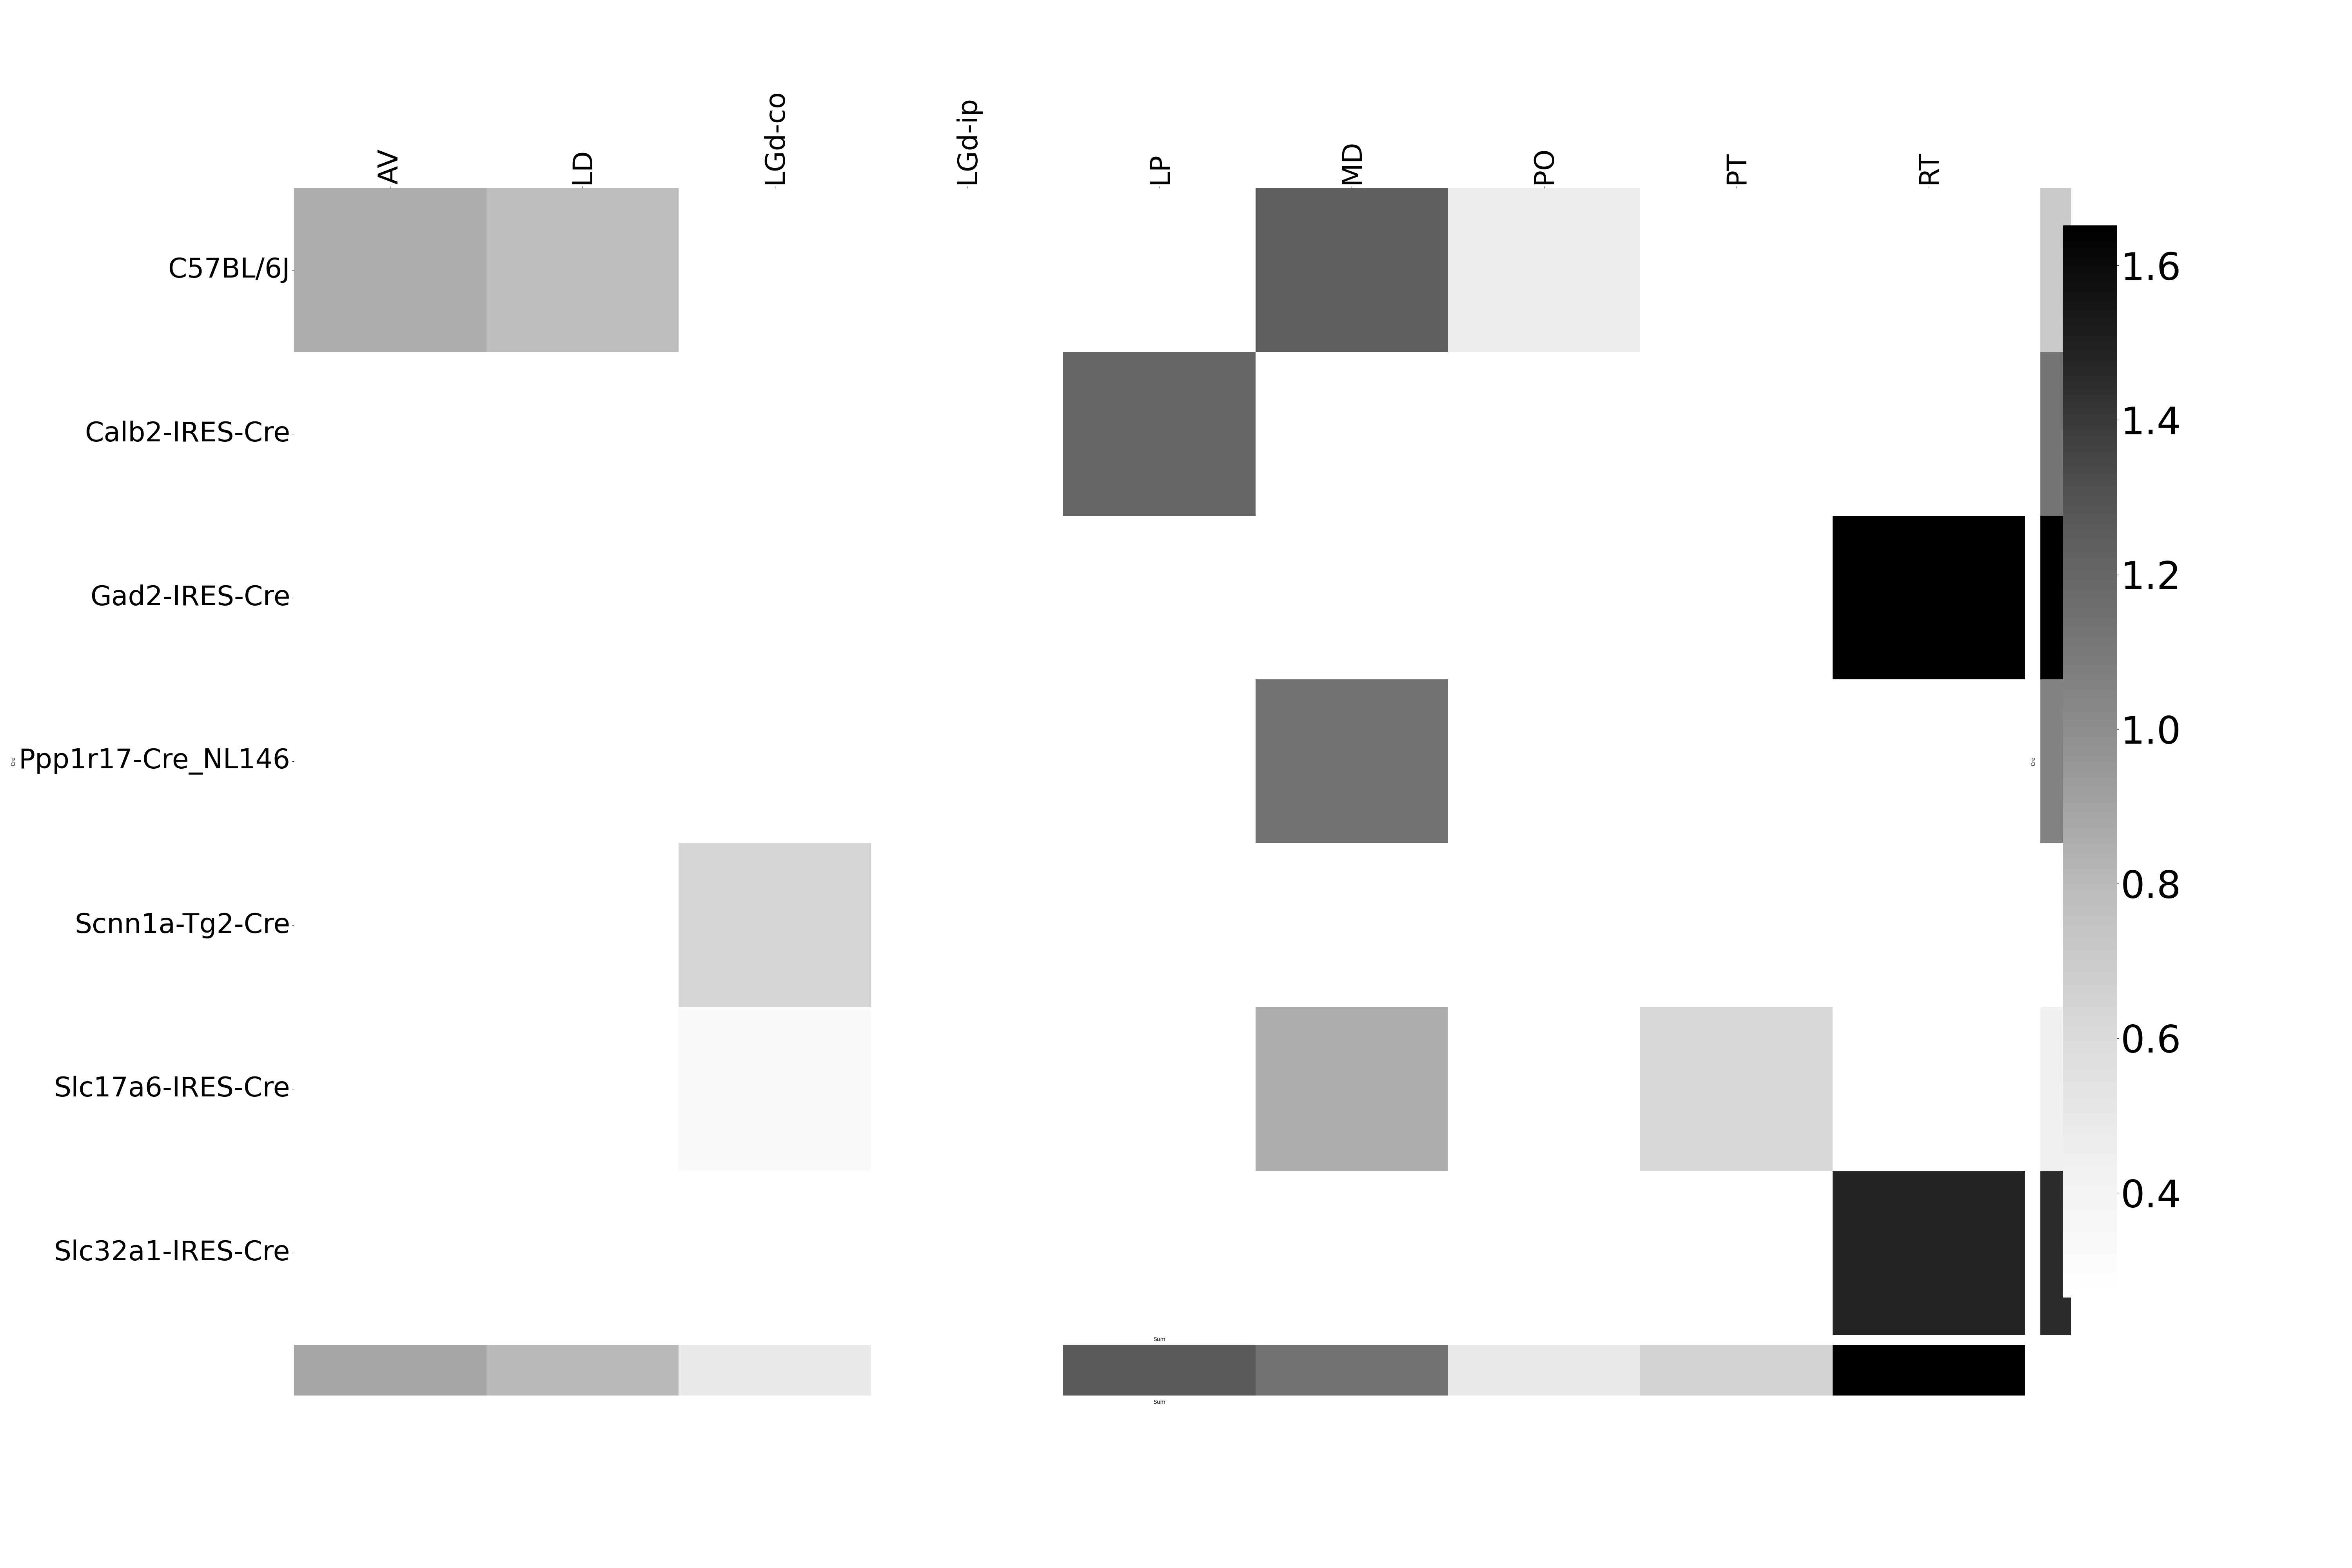 AV
LD
LGd-co
LGd-ip
LP
MD
PO
PT
RT
C57BL/6J
Calb2-IRES-Cre
Gad2-IRES-Cre
Ppp1r17-Cre_NL146
Scnn1a-Tg2-Cre
Slc17a6-IRES-Cre
Slc32a1-IRES-Cre
Cre
Cre
Sum
Sum
1.6
1.4
1.2
1.0
0.8
0.6
0.4